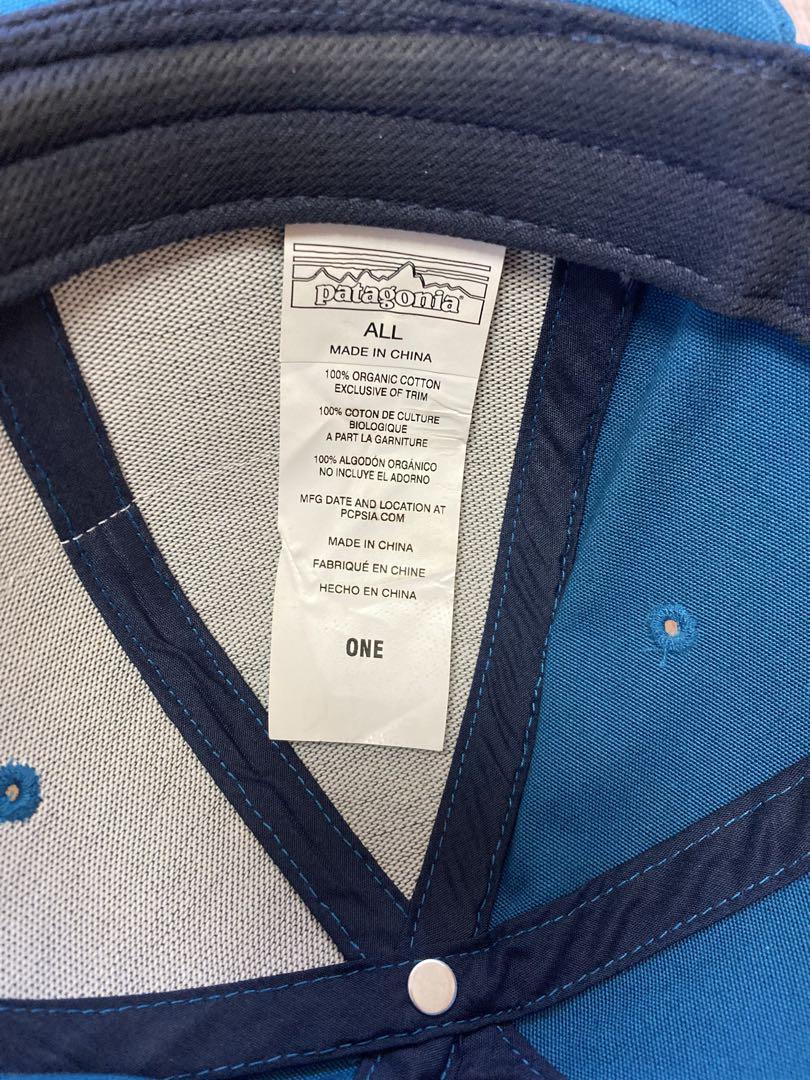 patagonia®
ALL
MADE IN CHINA
100% ORGANIC COTTON
EXCLUSIVE OF TRIM
100% COTON DE CULTURE
BIOLOGIQUE
A PART LA GARNITURE
100% ALGODÓN ORGÁNICO
NO INCLUYE EL ADORNO
MFG DATE AND LOCATION AT
PCPSIA.COM
MADE IN CHINA
FABRIQUÉ EN CHINE
HECHO EN CHINA
ONE